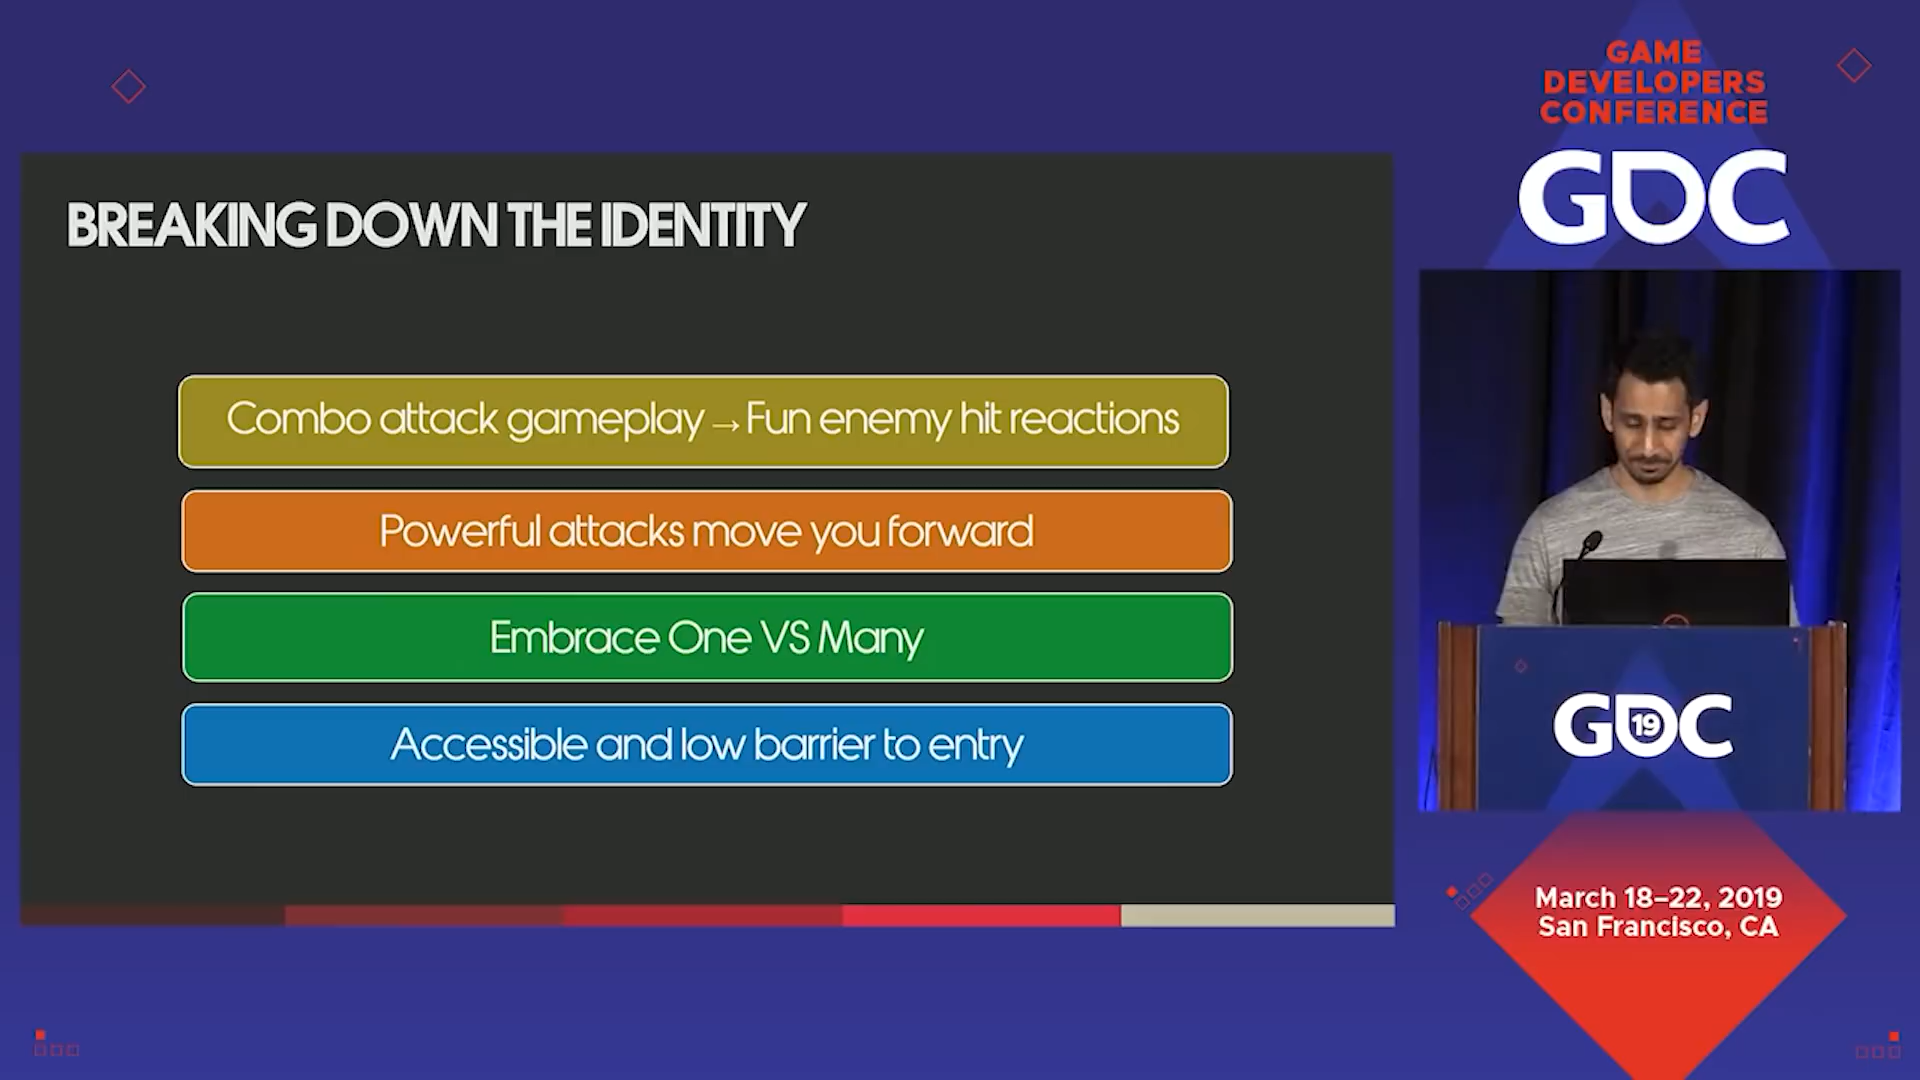 GAME
DEVELOPERS
CONFERENCE
GDC
BREAKING DOWN THE IDENTITY
Combo attack gameplay → Fun enemy hit reactions
Powerful attacks move you forward
Embrace One VS Many
Accessible and low barrier to entry
GDC
19
March 18–22, 2019
San Francisco, CA